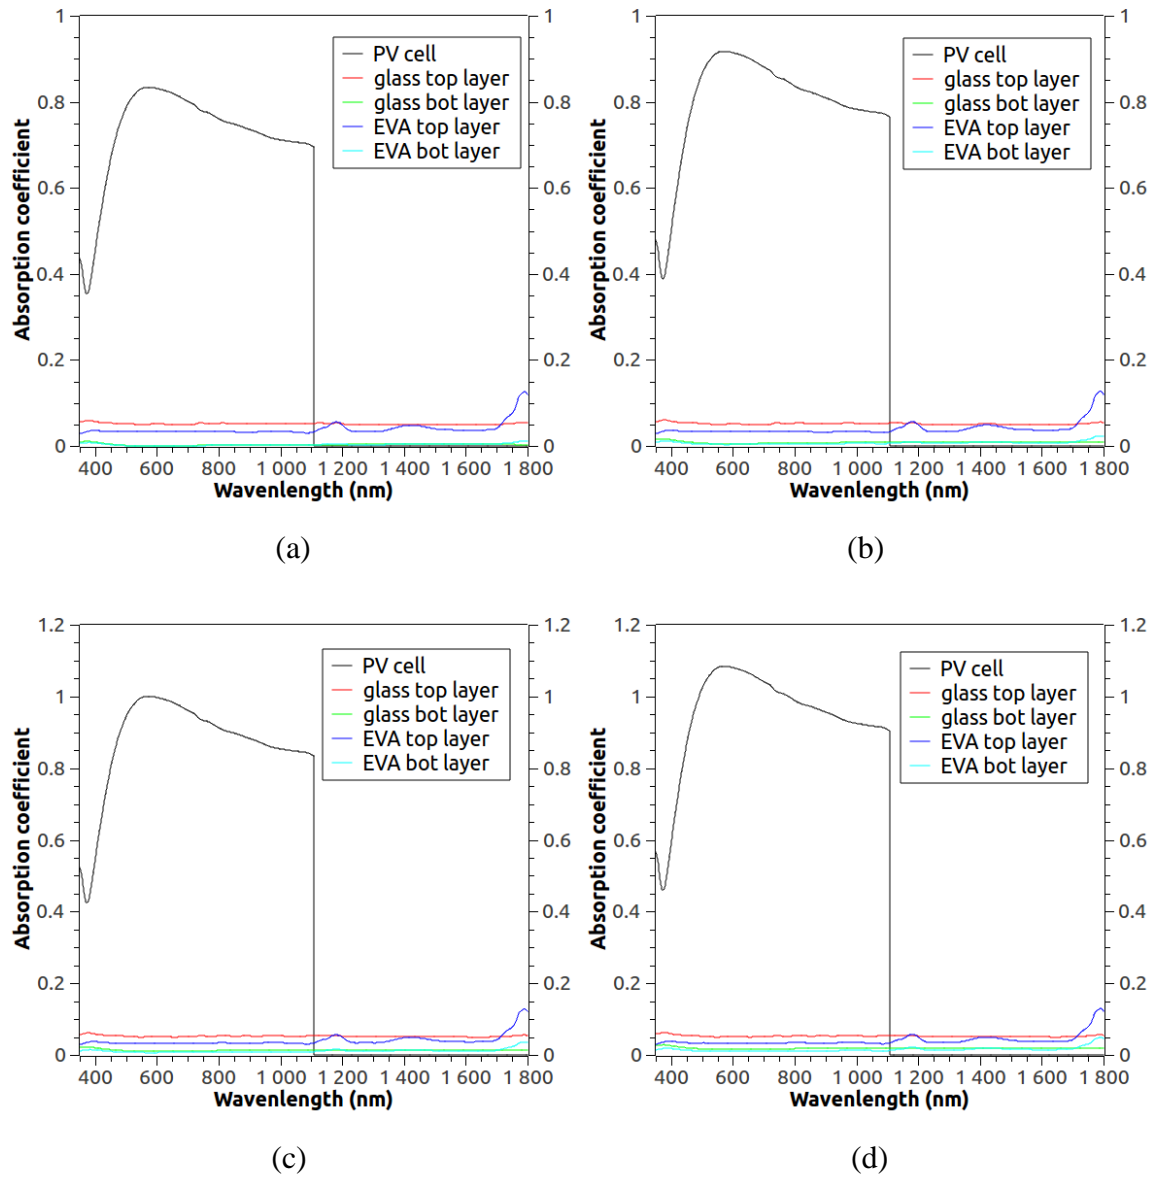 1
0.8
0.6
0.4
0.2
0
Absorption coefficient
PV cell
glass top layer
glass bot layer
EVA top layer
EVA bot layer
1
0.8
0.6
0.4
0.2
0
400 600 800 1 000 1 200 1 400 1 600 1 800
Wavenlength (nm)
(a)
1
0.8
0.6
0.4
0.2
0
Absorption coefficient
PV cell
glass top layer
glass bot layer
EVA top layer
EVA bot layer
1
0.8
0.6
0.4
0.2
0
400 600 800 1 000 1 200 1 400 1 600 1 800
Wavenlength (nm)
(b)
1.2
1
0.8
0.6
0.4
0.2
0
Absorption coefficient
PV cell
glass top layer
glass bot layer
EVA top layer
EVA bot layer
1.2
1
0.8
0.6
0.4
0.2
0
400 600 800 1 000 1 200 1 400 1 600 1 800
Wavenlength (nm)
(c)
1.2
1
0.8
0.6
0.4
0.2
0
Absorption coefficient
PV cell
glass top layer
glass bot layer
EVA top layer
EVA bot layer
1.2
1
0.8
0.6
0.4
0.2
0
400 600 800 1 000 1 200 1 400 1 600 1 800
Wavenlength (nm)
(d)